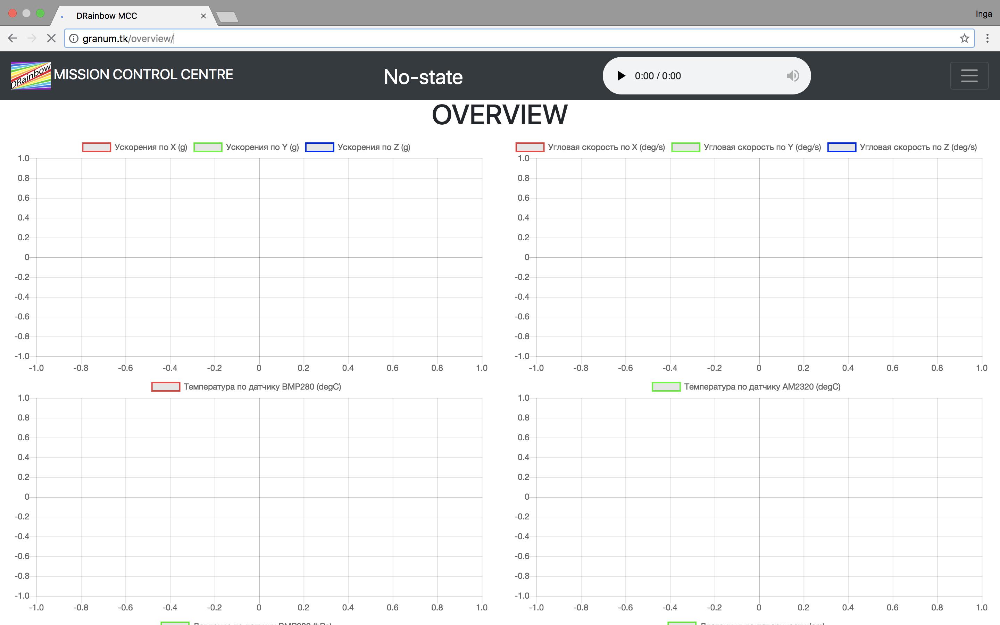 DRainbow MCC
Inga
granum.tk/overview/
DRainbow
MISSION CONTROL CENTRE
No-state
0:00 / 0:00
OVERVIEW
Ускорения по X (g) Ускорения по Y (g) Ускорения по Z (g)
1.0
0.8
0.6
0.4
0.2
0
-0.2
-0.4
-0.6
-0.8
-1.0
-1.0 -0.8 -0.6 -0.4 -0.2 0 0.2 0.4 0.6 0.8 1.0
Угловая скорость по X (deg/s) Угловая скорость по Y (deg/s) Угловая скорость по Z (deg/s)
1.0
0.8
0.6
0.4
0.2
0
-0.2
-0.4
-0.6
-0.8
-1.0
-1.0 -0.8 -0.6 -0.4 -0.2 0 0.2 0.4 0.6 0.8 1.0
Температура по датчику BMP280 (degC)
1.0
0.8
0.6
0.4
0.2
0
-0.2
-0.4
-0.6
-0.8
-1.0
-1.0 -0.8 -0.6 -0.4 -0.2 0 0.2 0.4 0.6 0.8 1.0
Температура по датчику AM2320 (degC)
1.0
0.8
0.6
0.4
0.2
0
-0.2
-0.4
-0.6
-0.8
-1.0
-1.0 -0.8 -0.6 -0.4 -0.2 0 0.2 0.4 0.6 0.8 1.0